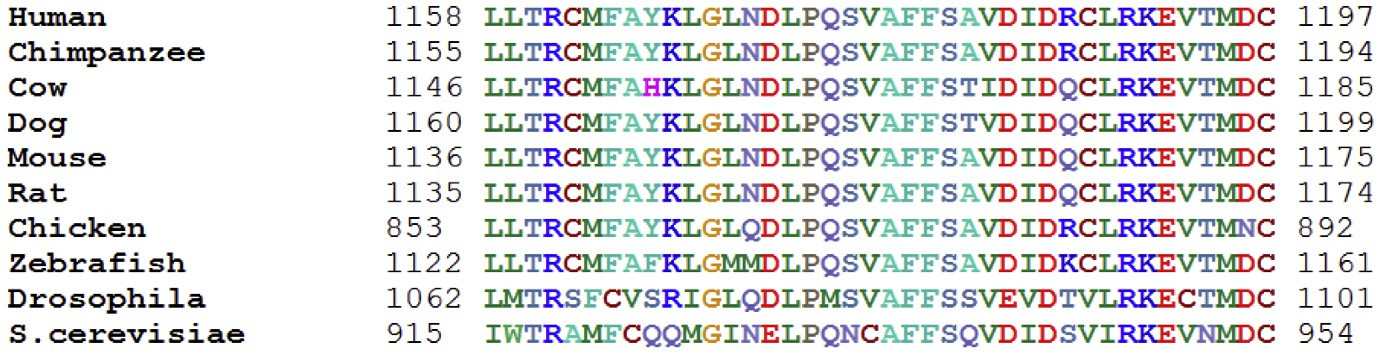 Human 1158 LLTRCMFAYKLGLNDLPQSVAFFSAVDIDRCLRKEVTMDC 1197
Chimpanzee 1155 LLTRCMFAYKLGLNDLPQSVAFFSAVDIDRCLRKEVTMDC 1194
Cow 1146 LLTRCMFAHKLGLNDLPQSVAFFSTIDIDQCLRKEVTMDC 1185
Dog 1160 LLTRCMFAYKLGLNDLPQSVAFFSTVDIDQCLRKEVTMDC 1199
Mouse 1136 LLTRCMFAYKLGLNDLPQSVAFFSAVDIDQCLRKEVTMDC 1175
Rat 1135 LLTRCMFAYKLGLNDLPQSVAFFSAVDIDQCLRKEVTMDC 1174
Chicken 853 LLTRCMFAYKLGLQDLPQSVAFFSAVDIDRCLRKEVTMNC 892
Zebrafish 1122 LLTRCMFAFKLGMMDLPQSVAFFSAVDIDKCLRKEVTMDC 1161
Drosophila 1062 LMTRSFCVSRIGLQDLPMSVAFFSSVEVDTVLRKECTMDC 1101
S.cerevisiae 915 IWTRAMFCQQMGINELPQNCAFFSQVDIDSVIRKEVNMDC 954